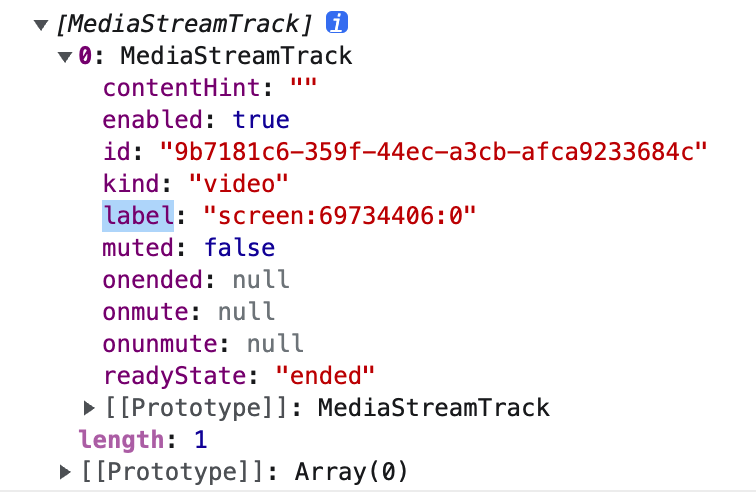 ▼[MediaStreamTrack] i
▼0: MediaStreamTrack
contentHint: ""
enabled: true
id: "9b7181c6-359f-44ec-a3cb-afca9233684c"
kind: "video"
label: "screen:69734406:0"
muted: false
onended: null
onmute: null
onunmute: null
readyState: "ended"
▶[[Prototype]]: MediaStreamTrack
length: 1
▶[[Prototype]]: Array(0)